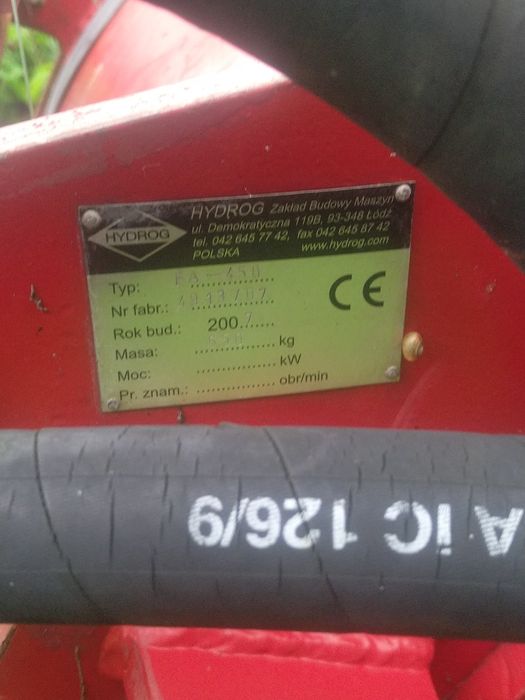 HYDROG
HYDROG Zakład Budowy Maszyn
ul. Demokratyczna 119B, 93-348 Łódź
tel. 042 645 77 42, fax 042 645 87 42
POLSKA www.hydrog.com
Typ: -450
Nr fabr.:
Rok bud.: 2007
Masa: kg
Moc: kW
Pr. znam.: obr/min
CE
A iC 126/9